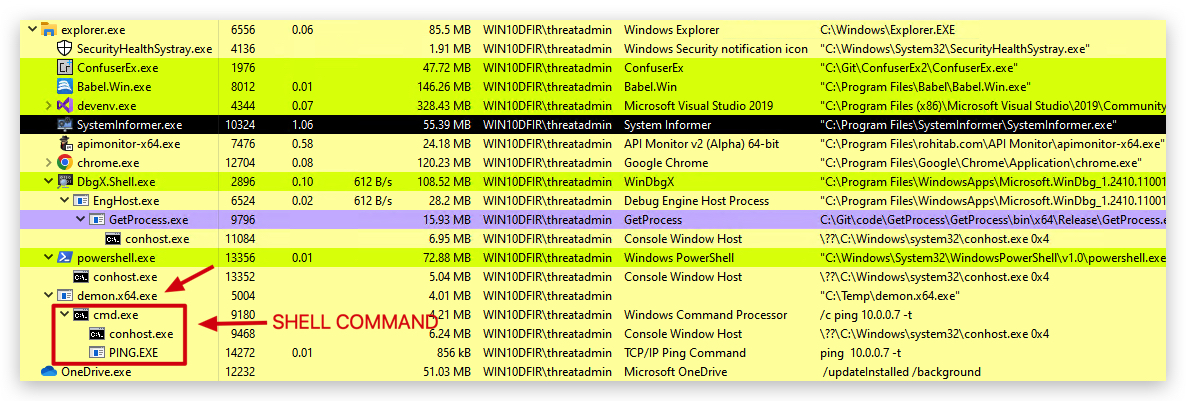 explorer.exe 6556 0.06 85.5 MB WIN10DFIR\threatadmin Windows Explorer C:\Windows\Explorer.EXE
SecurityHealthSystray.exe 4136 1.91 MB WIN10DFIR\threatadmin Windows Security notification icon "C:\Windows\System32\SecurityHealthSystray.exe"
ConfuserEx.exe 1976 47.72 MB WIN10DFIR\threatadmin ConfuserEx "C:\Git\ConfuserEx2\ConfuserEx.exe"
Babel.Win.exe 8012 0.01 146.26 MB WIN10DFIR\threatadmin Babel.Win "C:\Program Files\Babel\Babel.Win.exe"
devenv.exe 4344 0.07 328.43 MB WIN10DFIR\threatadmin Microsoft Visual Studio 2019 "C:\Program Files (x86)\Microsoft Visual Studio\2019\Community
SystemInformer.exe 10324 1.06 55.39 MB WIN10DFIR\threatadmin System Informer "C:\Program Files\SystemInformer\SystemInformer.exe"
apimonitor-x64.exe 7476 0.58 24.18 MB WIN10DFIR\threatadmin API Monitor v2 (Alpha) 64-bit "C:\Program Files\rohitab.com\API Monitor\apimonitor-x64.exe"
chrome.exe 12704 0.08 120.23 MB WIN10DFIR\threatadmin Google Chrome "C:\Program Files\Google\Chrome\Application\chrome.exe"
DbgX.Shell.exe 2896 0.10 612 B/s 108.52 MB WIN10DFIR\threatadmin WinDbgX "C:\Program Files\WindowsApps\Microsoft.WinDbg_1.2410.11001
EngHost.exe 6524 0.02 612 B/s 28.2 MB WIN10DFIR\threatadmin Debug Engine Host Process "C:\Program Files\WindowsApps\Microsoft.WinDbg_1.2410.11001
GetProcess.exe 9796 15.93 MB WIN10DFIR\threatadmin GetProcess C:\Git\code\GetProcess\GetProcess\bin\x64\Release\GetProcess.e
conhost.exe 11084 6.95 MB WIN10DFIR\threatadmin Console Window Host \??\C:\Windows\system32\conhost.exe 0x4
powershell.exe 13356 0.01 72.88 MB WIN10DFIR\threatadmin Windows PowerShell "C:\Windows\System32\WindowsPowerShell\v1.0\powershell.exe
conhost.exe 13352 5.04 MB WIN10DFIR\threatadmin Console Window Host \??\C:\Windows\system32\conhost.exe 0x4
demon.x64.exe 5004 4.01 MB WIN10DFIR\threatadmin "C:\Temp\demon.x64.exe"
cmd.exe 9180 4.21 MB WIN10DFIR\threatadmin Windows Command Processor /c ping 10.0.0.7 -t
SHELL COMMAND
conhost.exe 9468 6.24 MB WIN10DFIR\threatadmin Console Window Host \??\C:\Windows\system32\conhost.exe 0x4
PING.EXE 14272 0.01 856 kB WIN10DFIR\threatadmin TCP/IP Ping Command ping 10.0.0.7 -t
OneDrive.exe 12232 51.03 MB WIN10DFIR\threatadmin Microsoft OneDrive /updateInstalled /background